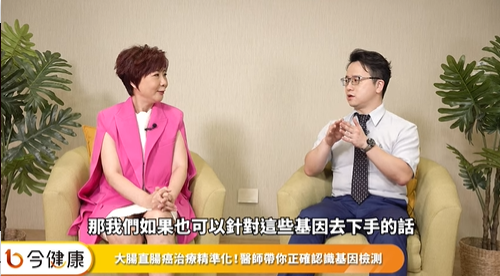 那我們如果也可以針對這些基因去下手的話
今健康
大腸直腸癌治療精準化!醫師帶你正確認識基因檢測